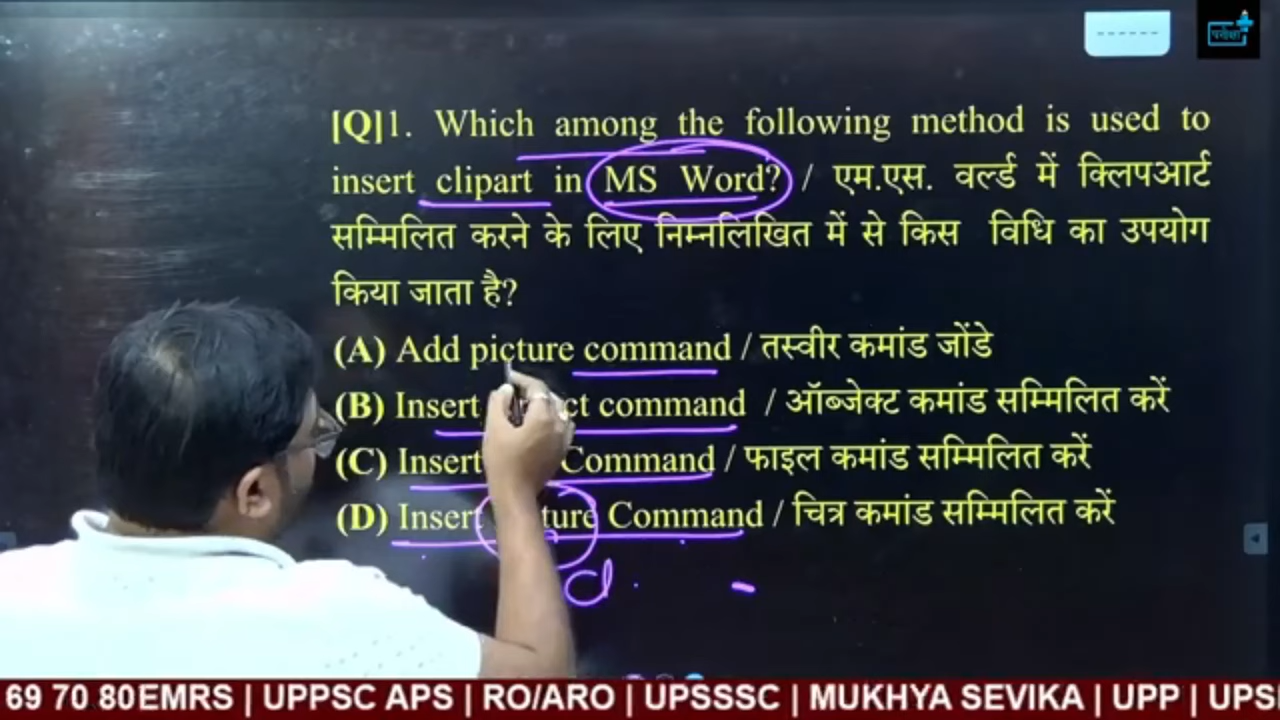 परीक्षा
[Q]1. Which among the following method is used to
insert clipart in MS Word? / एम.एस. वर्ल्ड में क्लिपआर्ट
सम्मिलित करने के लिए निम्नलिखित में से किस विधि का उपयोग
किया जाता है?
(A) Add picture command / तस्वीर कमांड जोंडे
(B) Insert command / ऑब्जेक्ट कमांड सम्मिलित करें
(C) Insert Command / फाइल कमांड सम्मिलित करें
(D) Insert Command / चित्र कमांड सम्मिलित करें
d
69 70 80EMRS | UPPSC APS | RO/ARO | UPSSSC | MUKHYA SEVIKA | UPP | UPS